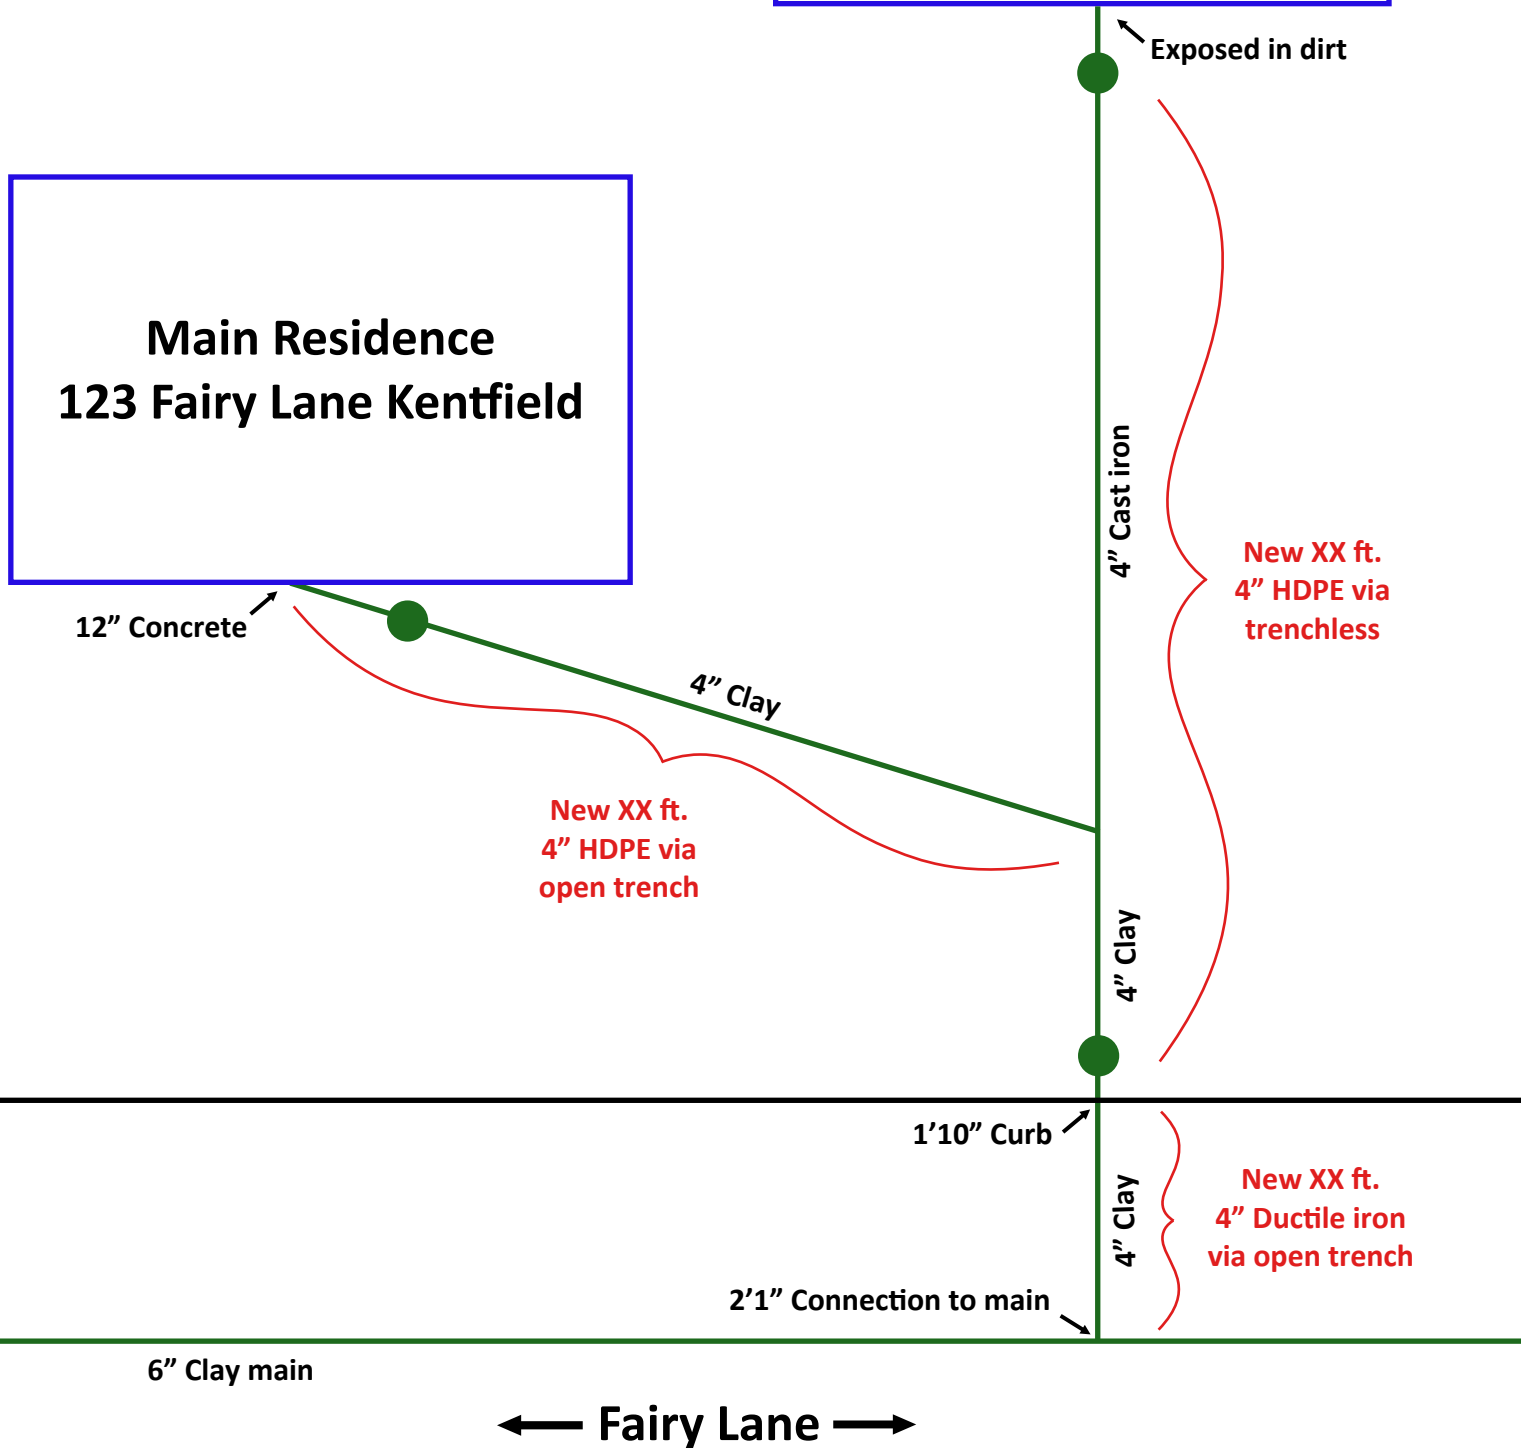 Exposed in dirt
Main Residence
123 Fairy Lane Kentfield
4” Cast iron
New XX ft.
4” HDPE via
trenchless
12” Concrete
4” Clay
New XX ft.
4” HDPE via
open trench
4” Clay
1’10” Curb
4” Clay
New XX ft.
4” Ductile iron
via open trench
2’1” Connection to main
6” Clay main
Fairy Lane